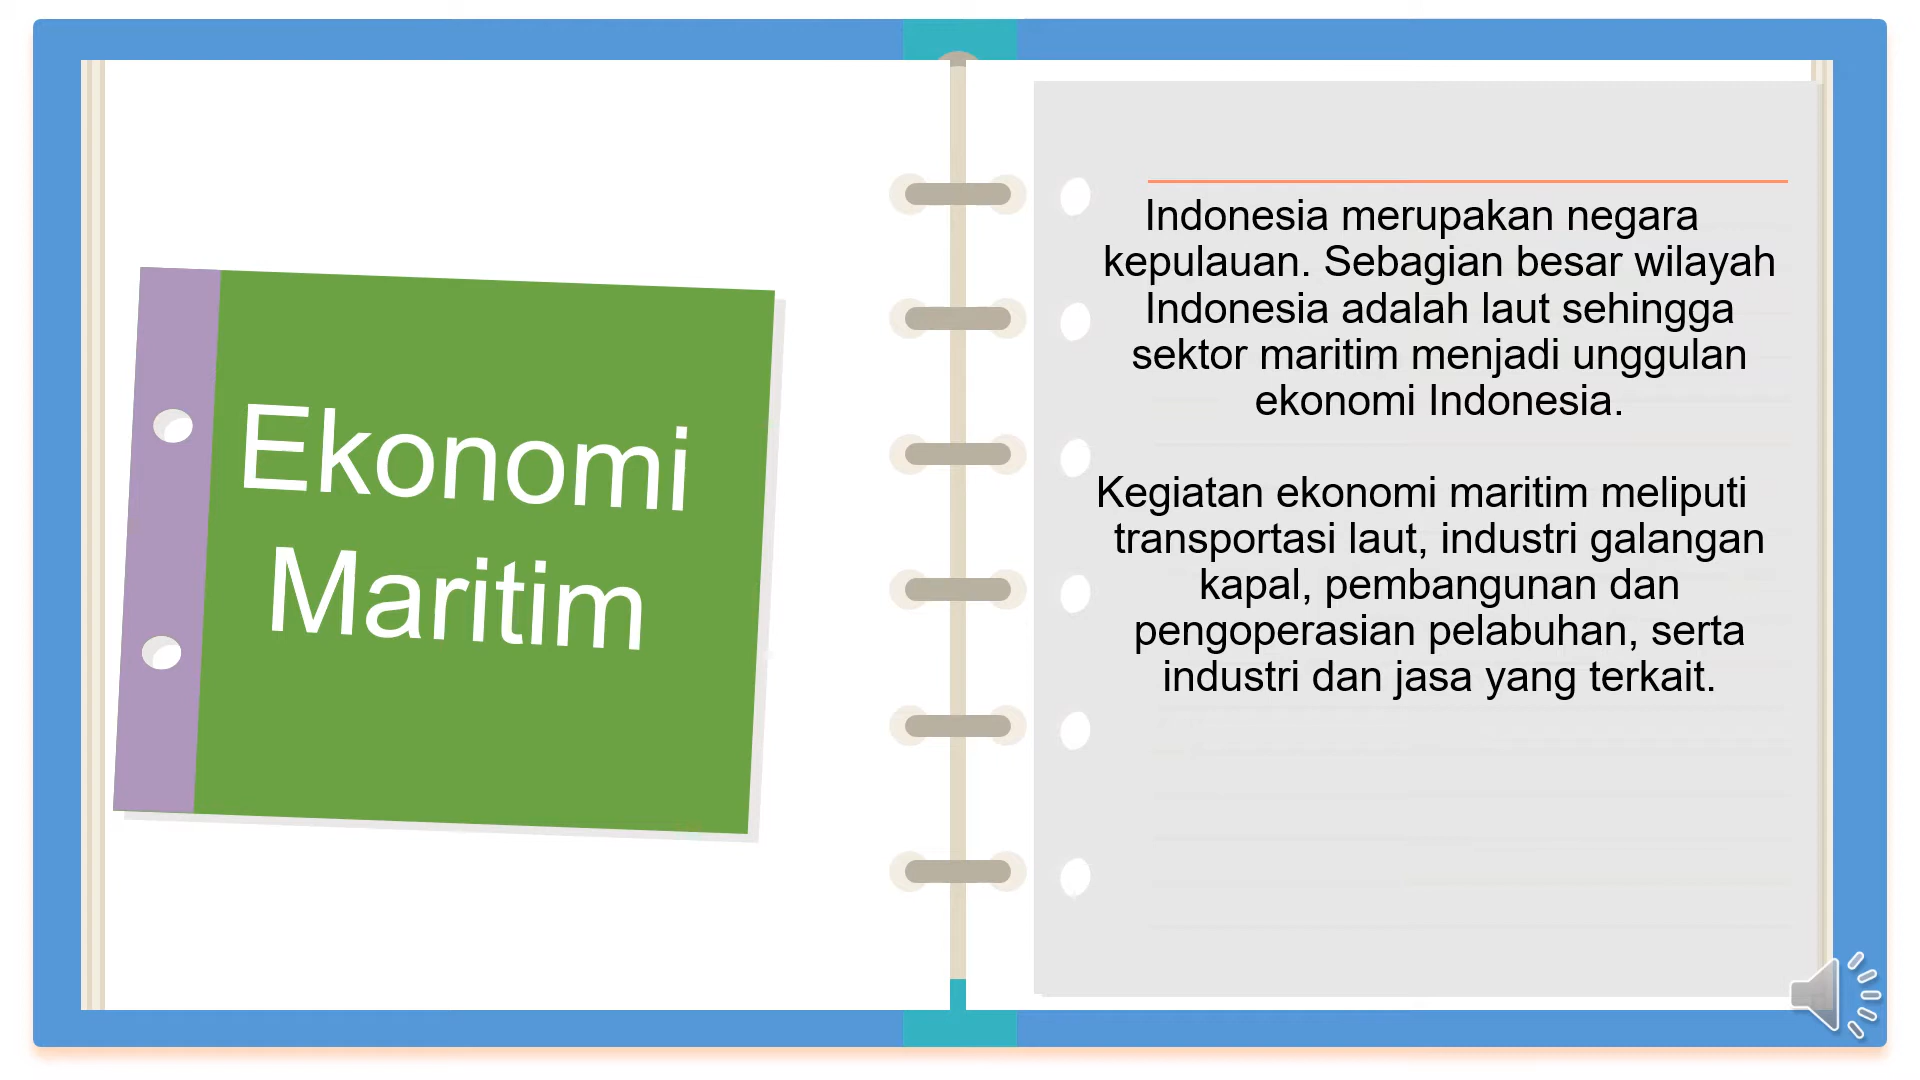 Ekonomi
Maritim
Indonesia merupakan negara
kepulauan. Sebagian besar wilayah
Indonesia adalah laut sehingga
sektor maritim menjadi unggulan
ekonomi Indonesia.
Kegiatan ekonomi maritim meliputi
transportasi laut, industri galangan
kapal, pembangunan dan
pengoperasian pelabuhan, serta
industri dan jasa yang terkait.